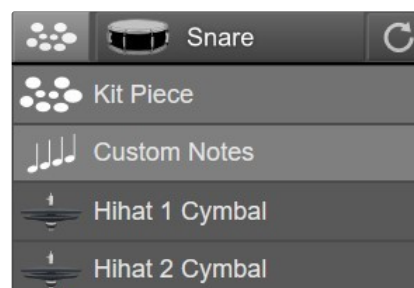 Snare
Kit Piece
Custom Notes
Hihat 1 Cymbal
Hihat 2 Cymbal